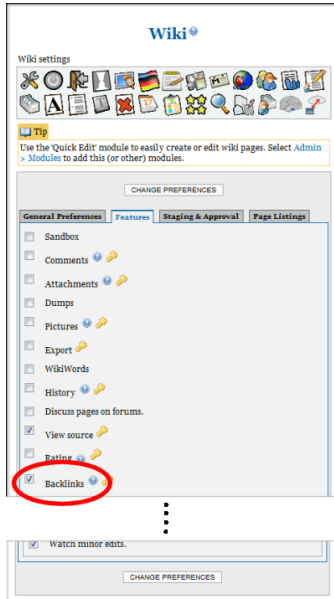 Wiki
Wiki settings
Tip
Use the 'Quick Edit' module to easily create or edit wiki pages. Select Admin
> Modules to add this (or other) modules.
CHANGE PREFERENCES
General Preferences Features Staging & Approval Page Listings
Sandbox
Comments
Attachments
Dumps
Pictures
Export
WikiWords
History
Discuss pages on forums.
View source
Rating
Backlinks
Watch minor edits.
CHANGE PREFERENCES